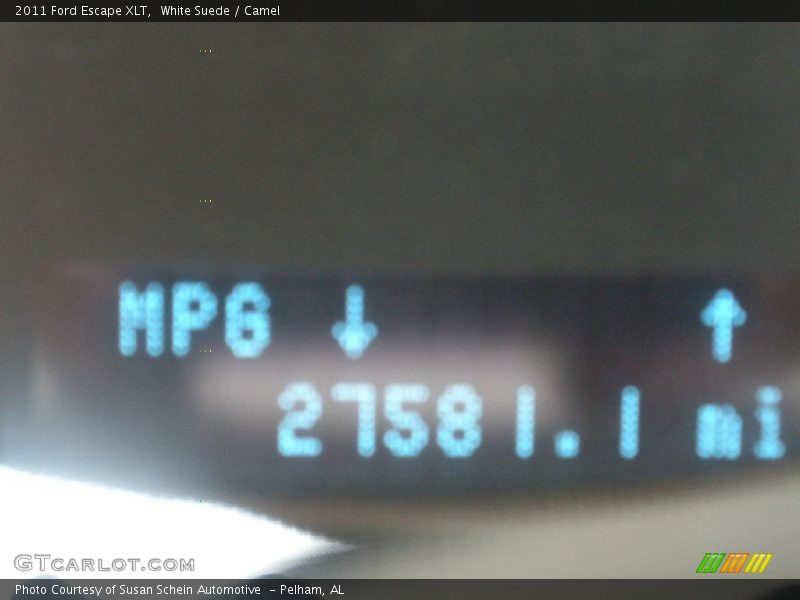 2011 Ford Escape XLT, White Suede / Camel
MPG ↓ ↑
27581.1 mi
GTCARLOT.COM
Photo Courtesy of Susan Schein Automotive - Pelham, AL